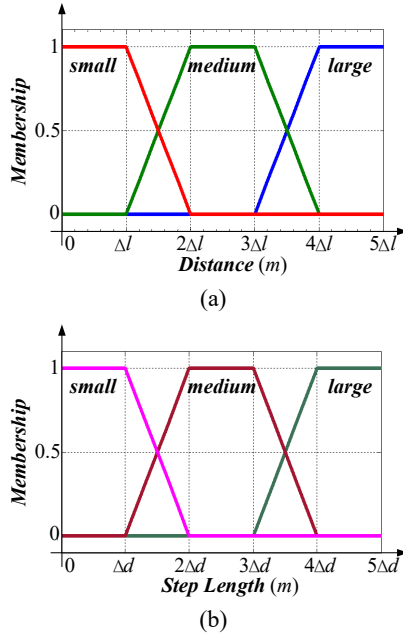 1
small medium large
0.5
Membership
0
0 Δl 2Δl 3Δl 4Δl 5Δl
Distance (m)
(a)
1
small medium large
0.5
Membership
0
0 Δd 2Δd 3Δd 4Δd 5Δd
Step Length (m)
(b)